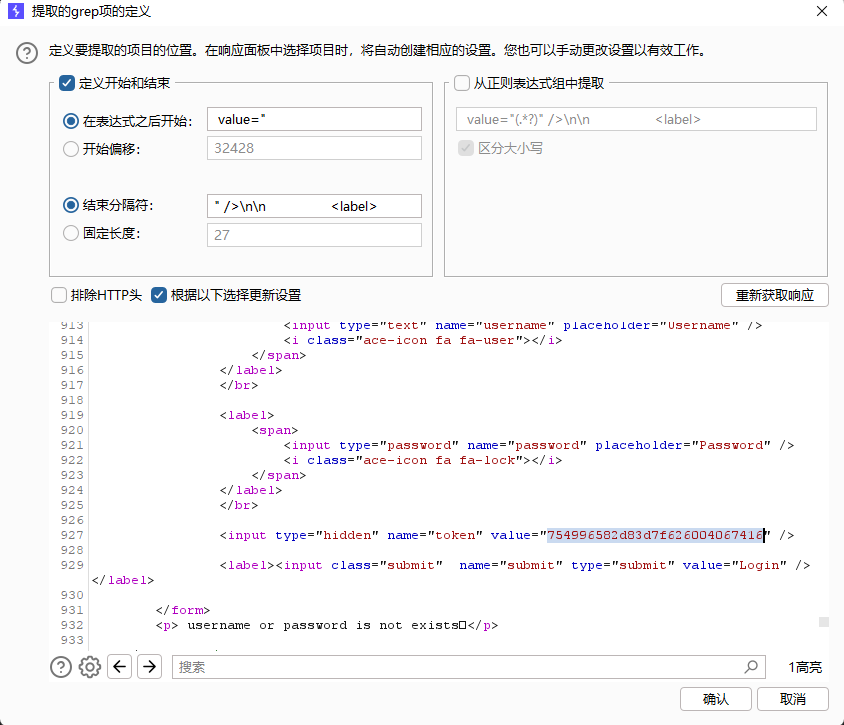 提取的grep项的定义
定义要提取的项目的位置。在响应面板中选择项目时，将自动创建相应的设置。您也可以手动更改设置以有效工作。
定义开始和结束
在表达式之后开始: value="
开始偏移: 32428
结束分隔符: " />\n\n                <label>
固定长度: 27
从正则表达式组中提取
value="(.*?)" />\n\n                <label>
区分大小写
排除HTTP头 根据以下选择更新设置 重新获取响应
913 <input type="text" name="username" placeholder="Username" />
914 <i class="ace-icon fa fa-user"></i>
915 </span>
916 </label>
917 </br>
918
919 <label>
920 <span>
921 <input type="password" name="password" placeholder="Password" />
922 <i class="ace-icon fa fa-lock"></i>
923 </span>
924 </label>
925 </br>
926
927 <input type="hidden" name="token" value="754996582d83d7f626004067416" />
928
929 <label><input class="submit"  name="submit" type="submit" value="Login" />
</label>
930
931 </form>
932 <p> username or password is not exists□</p>
933
搜索 1高亮
确认 取消